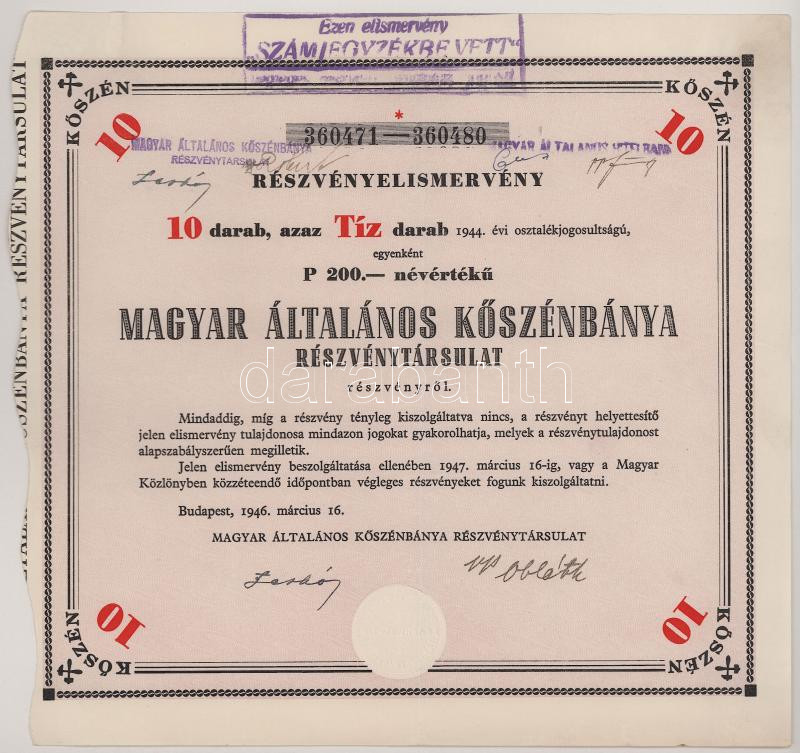 Ezen elismervény
"SZÁMJEGYZÉKBE VETT"
KŐSZÉN
KŐSZÉN
10
10
*
360471—360480
MAGYAR ÁLTALÁNOS KŐSZÉNBÁNYA
RÉSZVÉNYTÁRSULAT
MAGYAR ÁLTALÁNOS HITELBANK
RÉSZVÉNYELISMERVÉNY
10 darab, azaz Tíz darab 1944. évi osztalékjogosultságú,
egyenként
P 200.— névértékű
MAGYAR ÁLTALÁNOS KŐSZÉNBÁNYA
RÉSZVÉNYTÁRSULAT
részvényről.
darabanth
Mindaddig, míg a részvény tényleg kiszolgáltatva nincs, a részvényt helyettesítő
jelen elismervény tulajdonosa mindazon jogokat gyakorolhatja, melyek a részvénytulajdonost
alapszabályszerűen megilletik.
Jelen elismervény beszolgáltatása ellenében 1947. március 16-ig, vagy a Magyar
Közlönyben közzéteendő időpontban végleges részvényeket fogunk kiszolgáltatni.
Budapest, 1946. március 16.
MAGYAR ÁLTALÁNOS KŐSZÉNBÁNYA RÉSZVÉNYTÁRSULAT
Obláth
10
10
KŐSZÉN
KŐSZÉN
KŐSZÉNBÁNYA RÉSZVÉNYTÁRSULAT